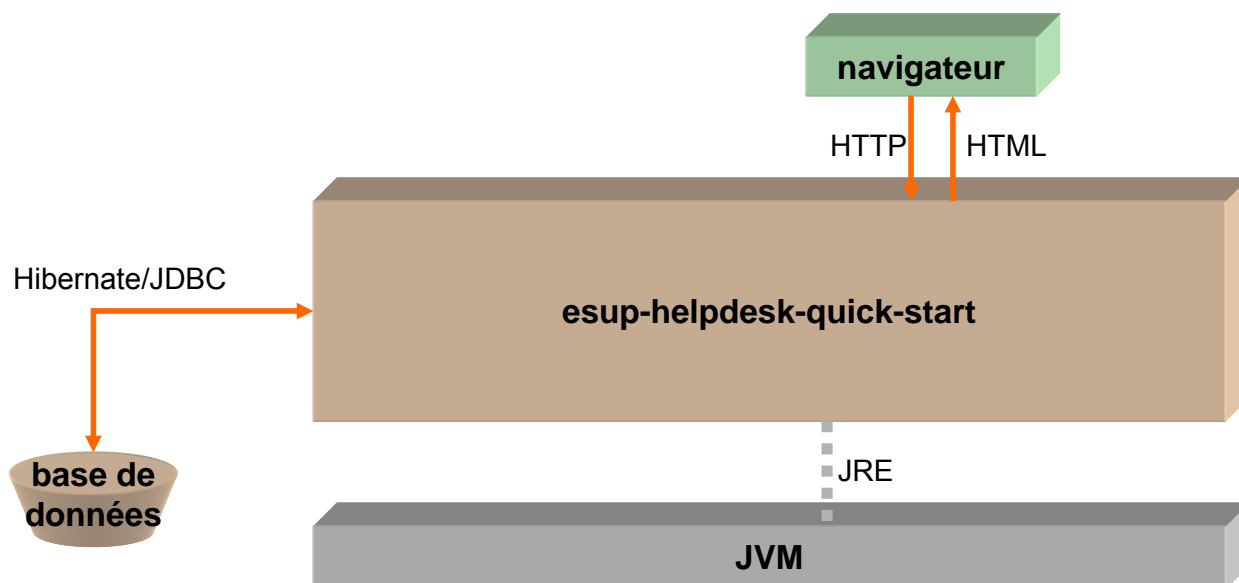 navigateur
HTTP
HTML
Hibernate/JDBC
esup-helpdesk-quick-start
base de
données
JRE
JVM